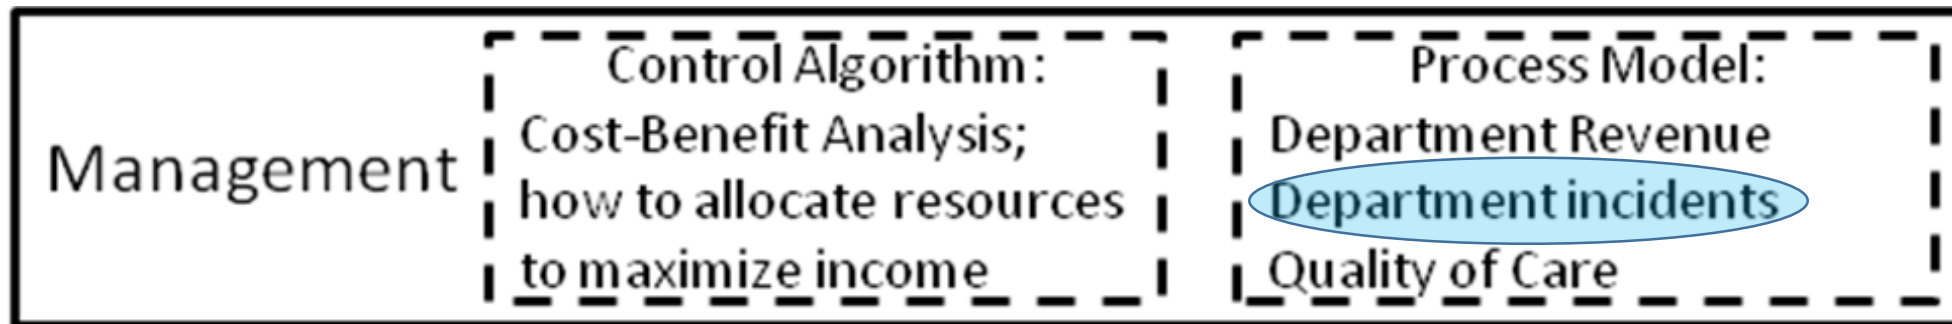 Management
Control Algorithm:
Cost-Benefit Analysis;
how to allocate resources
to maximize income
Process Model:
Department Revenue
Department incidents
Quality of Care